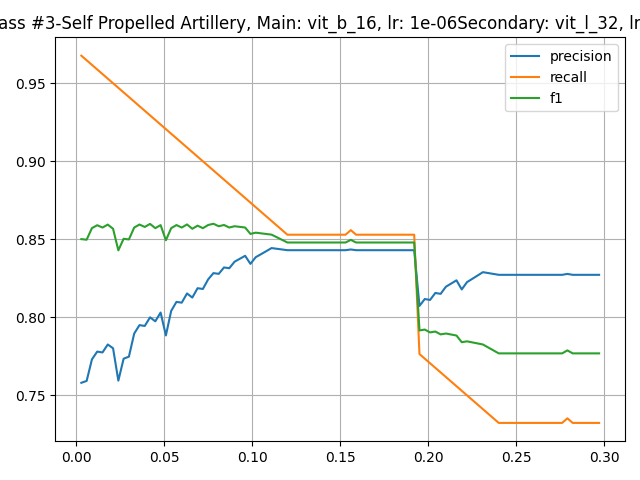 ass #3-Self Propelled Artillery, Main: vit_b_16, lr: 1e-06Secondary: vit_l_32, lr
precision
recall
f1
0.95
0.90
0.85
0.80
0.75
0.00 0.05 0.10 0.15 0.20 0.25 0.30